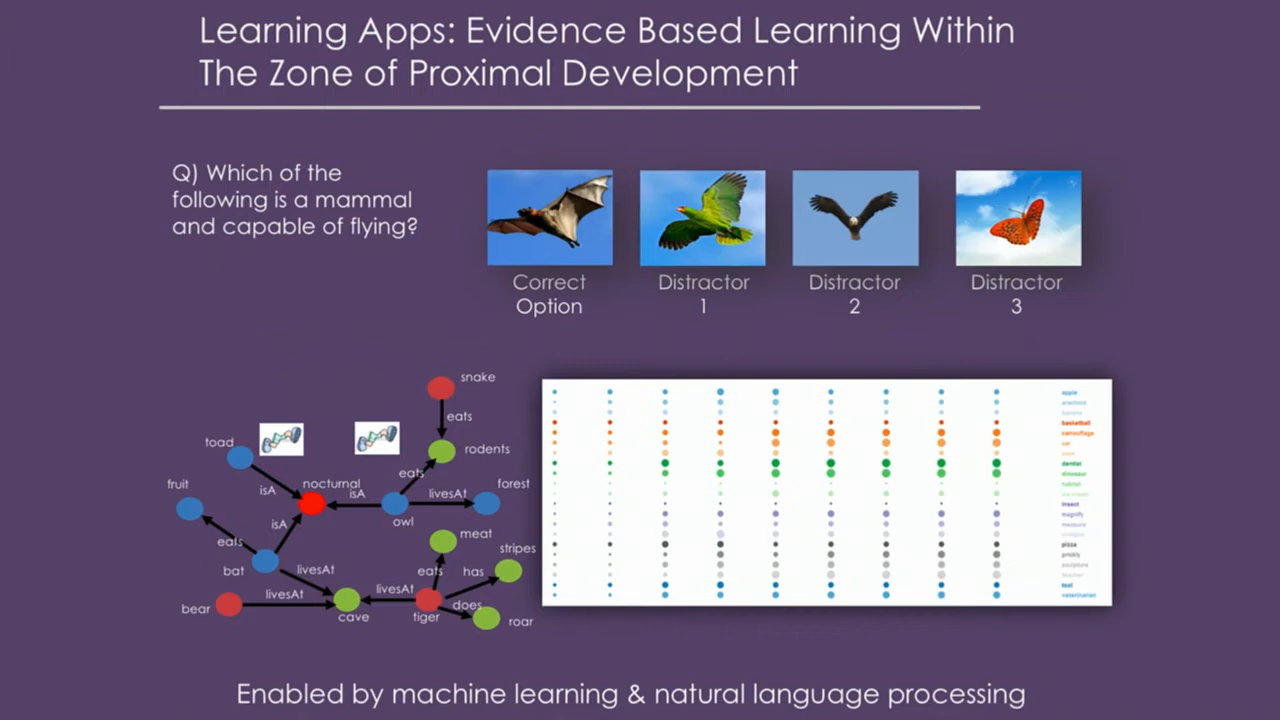 Learning Apps: Evidence Based Learning Within
The Zone of Proximal Development
Q) Which of the
following is a mammal
and capable of flying?
Correct
Option
Distractor
1
Distractor
2
Distractor
3
snake
eats
toad
rodents
eats
fruit
isA
nocturnal
isA
livesAt
forest
owl
isA
eats
meat
stripes
bat
livesAt
eats
has
livesAt
livesAt
does
bear
cave
tiger
roar
apple
basketball
camouflage
car
dentist
dinosaur
habitat
insect
magnify
measure
pizza
prickly
sculpture
teacher
tool
veterinarian
Enabled by machine learning & natural language processing